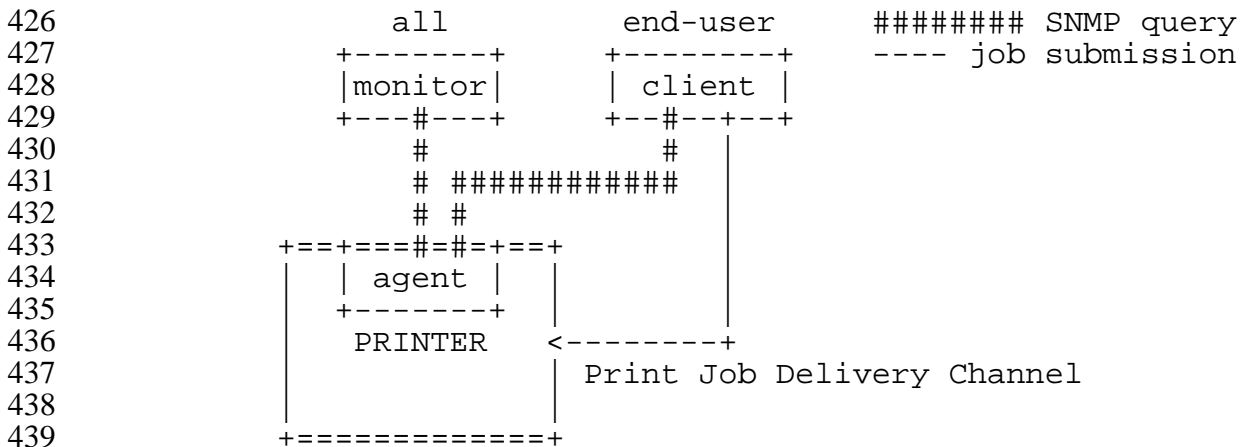 426                  all          end-user      ######## SNMP query
427               +-------+      +--------+     ---- job submission
428               |monitor|      | client |
429               +---#---+      +--#--+--+
430                   #             #  |
431                   # ############   |
432                   # #              |
433            +==+===#=#=+==+         |
434            |  | agent |  |         |
435            |  +-------+  |         |
436            |   PRINTER   <--------+
437            |             | Print Job Delivery Channel
438            |             |
439            +=============+